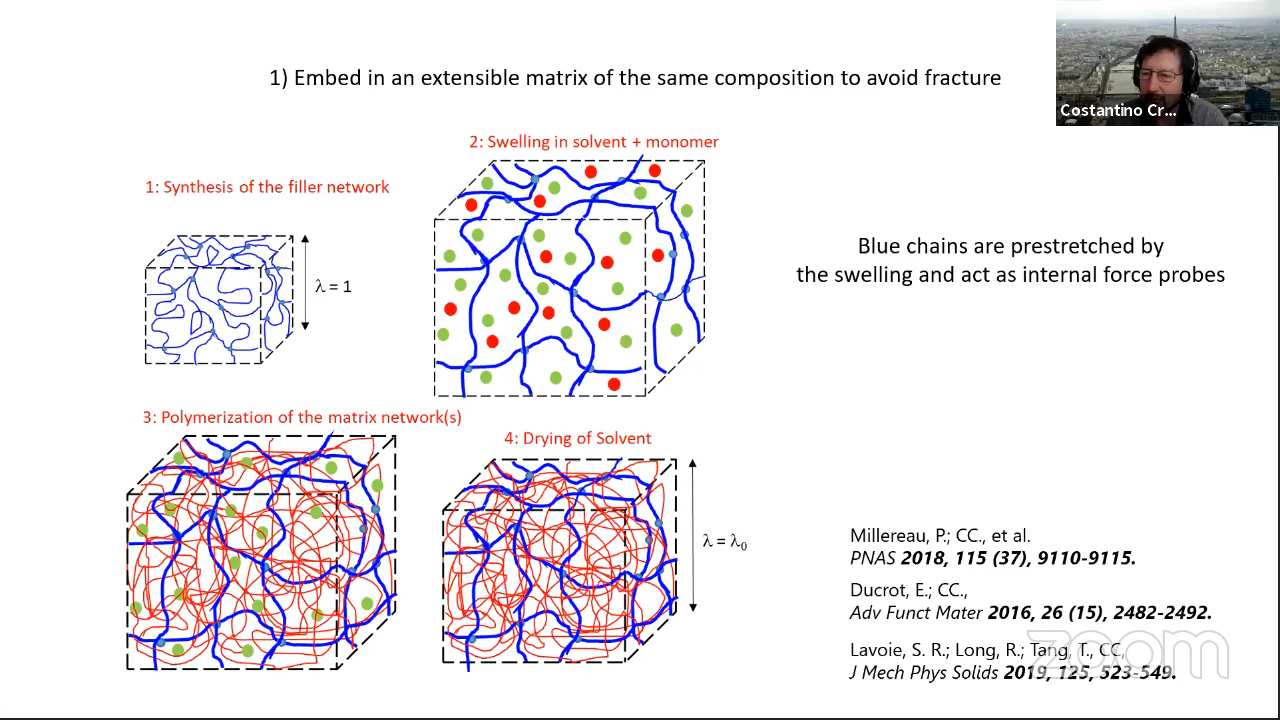 1) Embed in an extensible matrix of the same composition to avoid fracture
Costantino Cr...
2: Swelling in solvent + monomer
1: Synthesis of the filler network
λ = 1
Blue chains are prestretched by
the swelling and act as internal force probes
3: Polymerization of the matrix network(s)
4: Drying of Solvent
λ = λ0
Millereau, P.; CC., et al.
PNAS 2018, 115 (37), 9110-9115.
Ducrot, E.; CC.,
Adv Funct Mater 2016, 26 (15), 2482-2492.
Lavoie, S. R.; Long, R.; Tang, T., CC,
J Mech Phys Solids 2019, 125, 523-549.
zoom